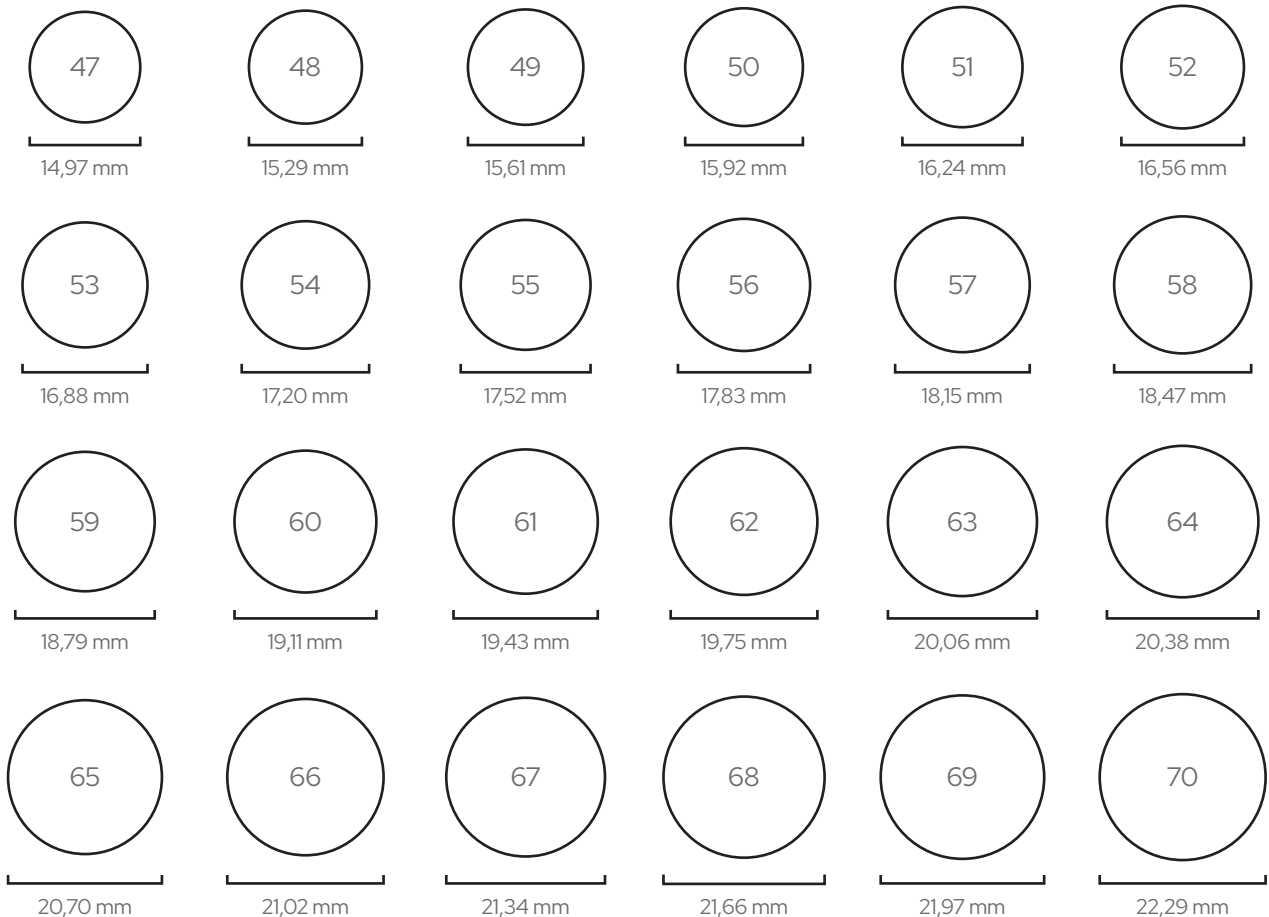 47 48 49 50 51 52
14,97 mm 15,29 mm 15,61 mm 15,92 mm 16,24 mm 16,56 mm
53 54 55 56 57 58
16,88 mm 17,20 mm 17,52 mm 17,83 mm 18,15 mm 18,47 mm
59 60 61 62 63 64
18,79 mm 19,11 mm 19,43 mm 19,75 mm 20,06 mm 20,38 mm
65 66 67 68 69 70
20,70 mm 21,02 mm 21,34 mm 21,66 mm 21,97 mm 22,29 mm